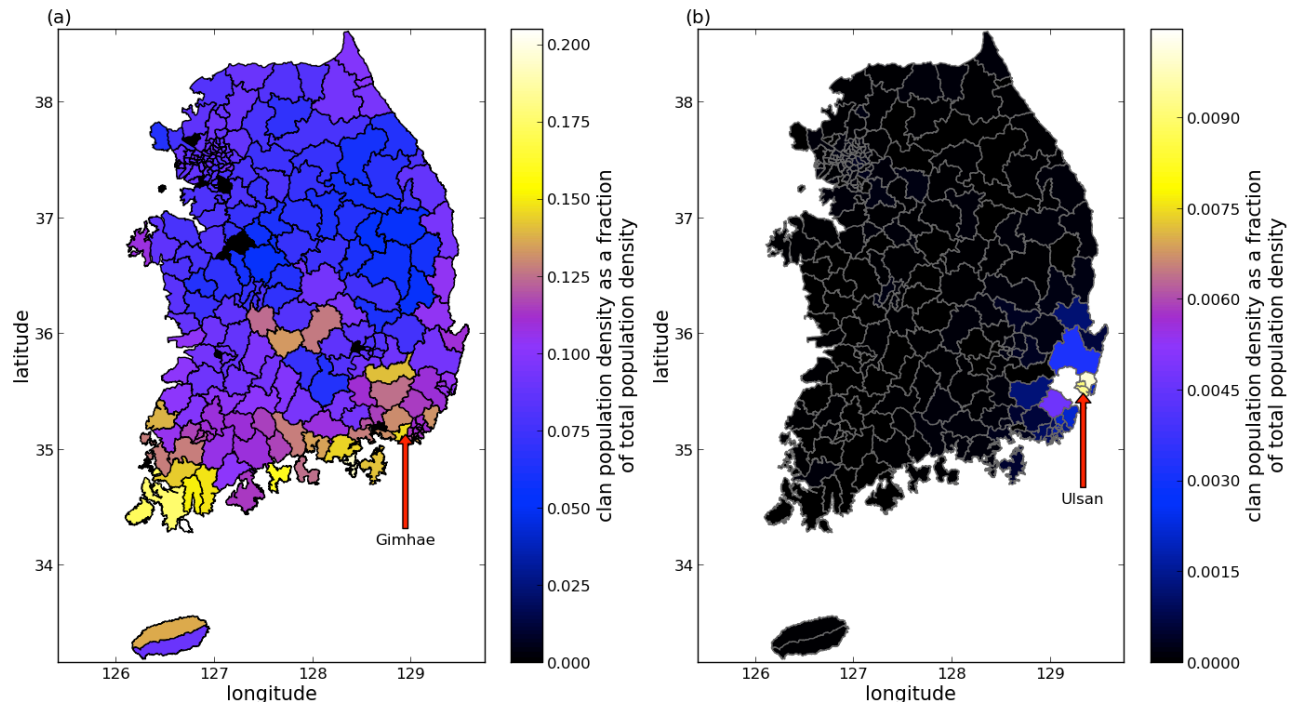 (a)
38
37
36
35
34
latitude
126
127
128
129
longitude
Gimhae
0.200
0.175
0.150
0.125
0.100
0.075
0.050
0.025
0.000
clan population density as a fraction
of total population density
(b)
38
37
36
35
34
latitude
126
127
128
129
longitude
Ulsan
0.0090
0.0075
0.0060
0.0045
0.0030
0.0015
0.0000
clan population density as a fraction
of total population density